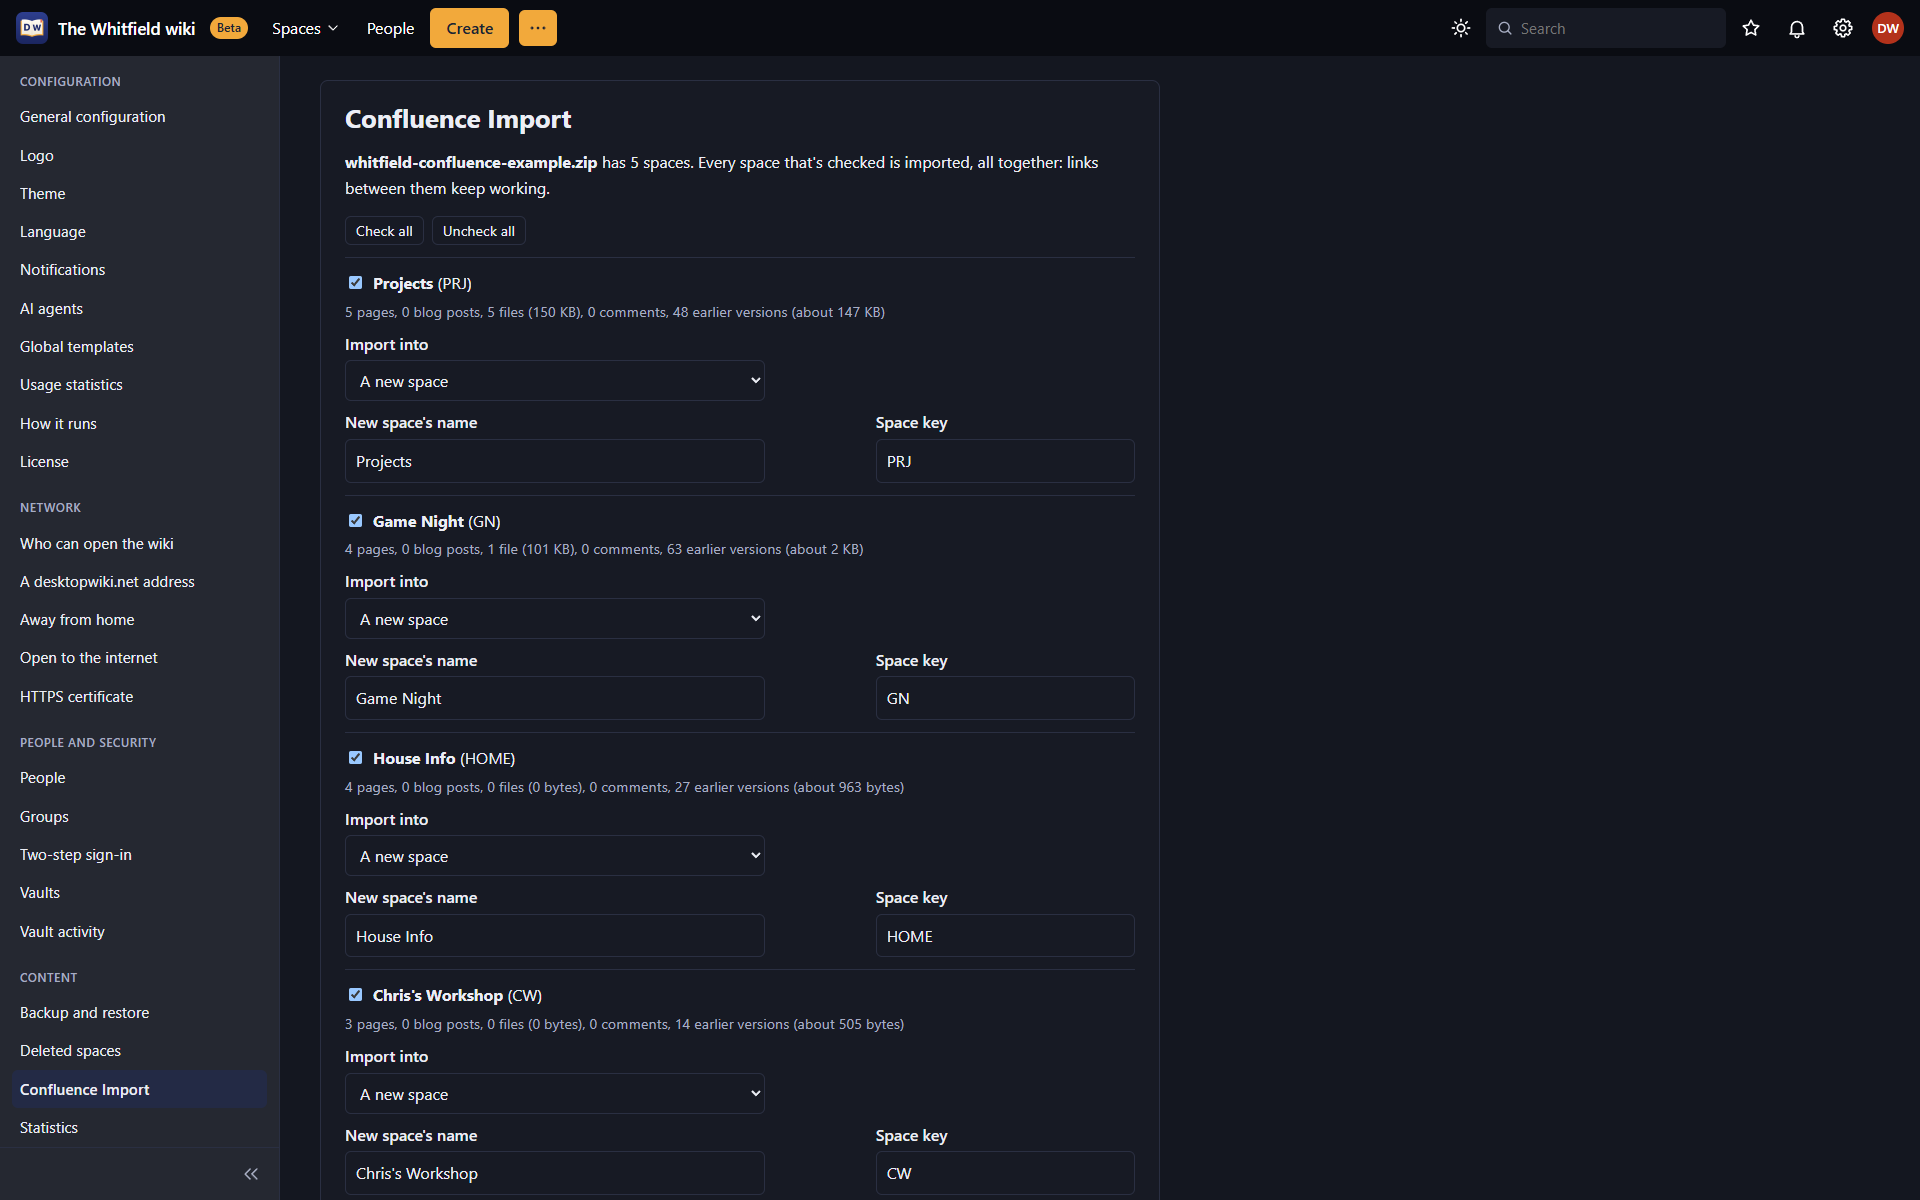 DW The Whitfield wiki Beta Spaces People Create ... Search DW
CONFIGURATION
General configuration
Logo
Theme
Language
Notifications
AI agents
Global templates
Usage statistics
How it runs
License
NETWORK
Who can open the wiki
A desktopwiki.net address
Away from home
Open to the internet
HTTPS certificate
PEOPLE AND SECURITY
People
Groups
Two-step sign-in
Vaults
Vault activity
CONTENT
Backup and restore
Deleted spaces
Confluence Import
Statistics
Confluence Import
whitfield-confluence-example.zip has 5 spaces. Every space that's checked is imported, all together: links
between them keep working.
Check all Uncheck all
Projects (PRJ)
5 pages, 0 blog posts, 5 files (150 KB), 0 comments, 48 earlier versions (about 147 KB)
Import into
A new space
New space's name Space key
Projects PRJ
Game Night (GN)
4 pages, 0 blog posts, 1 file (101 KB), 0 comments, 63 earlier versions (about 2 KB)
Import into
A new space
New space's name Space key
Game Night GN
House Info (HOME)
4 pages, 0 blog posts, 0 files (0 bytes), 0 comments, 27 earlier versions (about 963 bytes)
Import into
A new space
New space's name Space key
House Info HOME
Chris's Workshop (CW)
3 pages, 0 blog posts, 0 files (0 bytes), 0 comments, 14 earlier versions (about 505 bytes)
Import into
A new space
New space's name Space key
Chris's Workshop CW